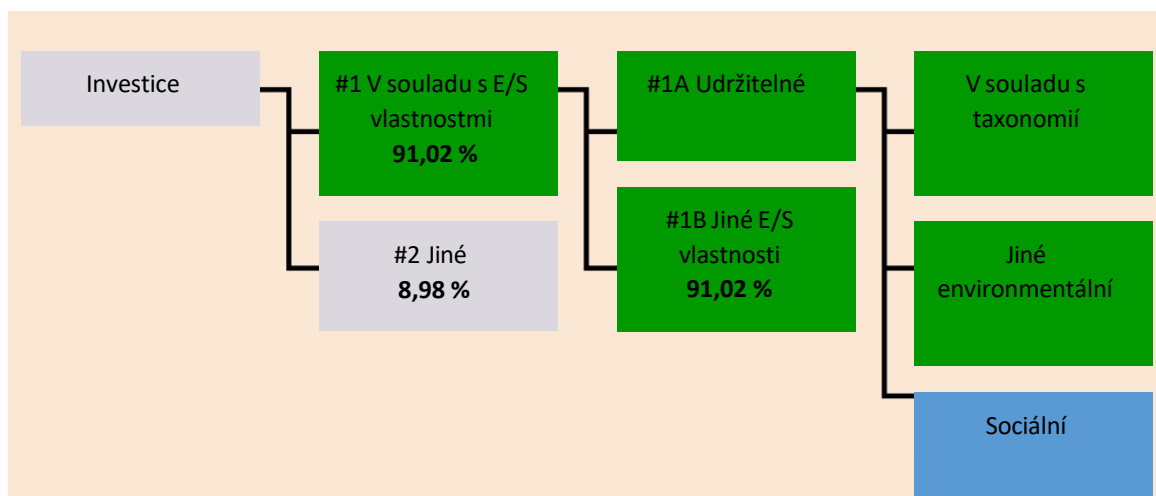 Investice
#1 V souladu s E/S
vlastnostmi
91,02 %
#2 Jiné
8,98 %
#1A Udržitelné
#1B Jiné E/S
vlastnosti
91,02 %
V souladu s
taxonomií
Jiné
environmentální
Sociální